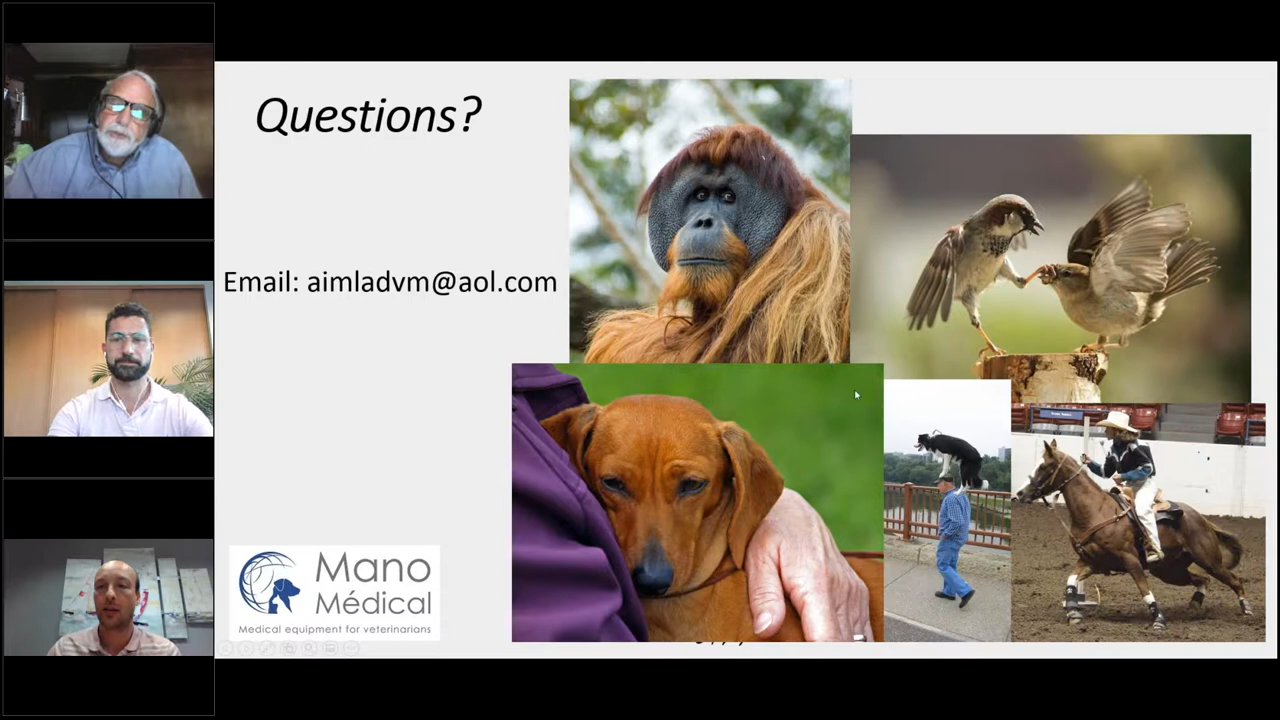 Questions?
Email: aimladvm@aol.com
Mano
Médical
Medical equipment for veterinarians